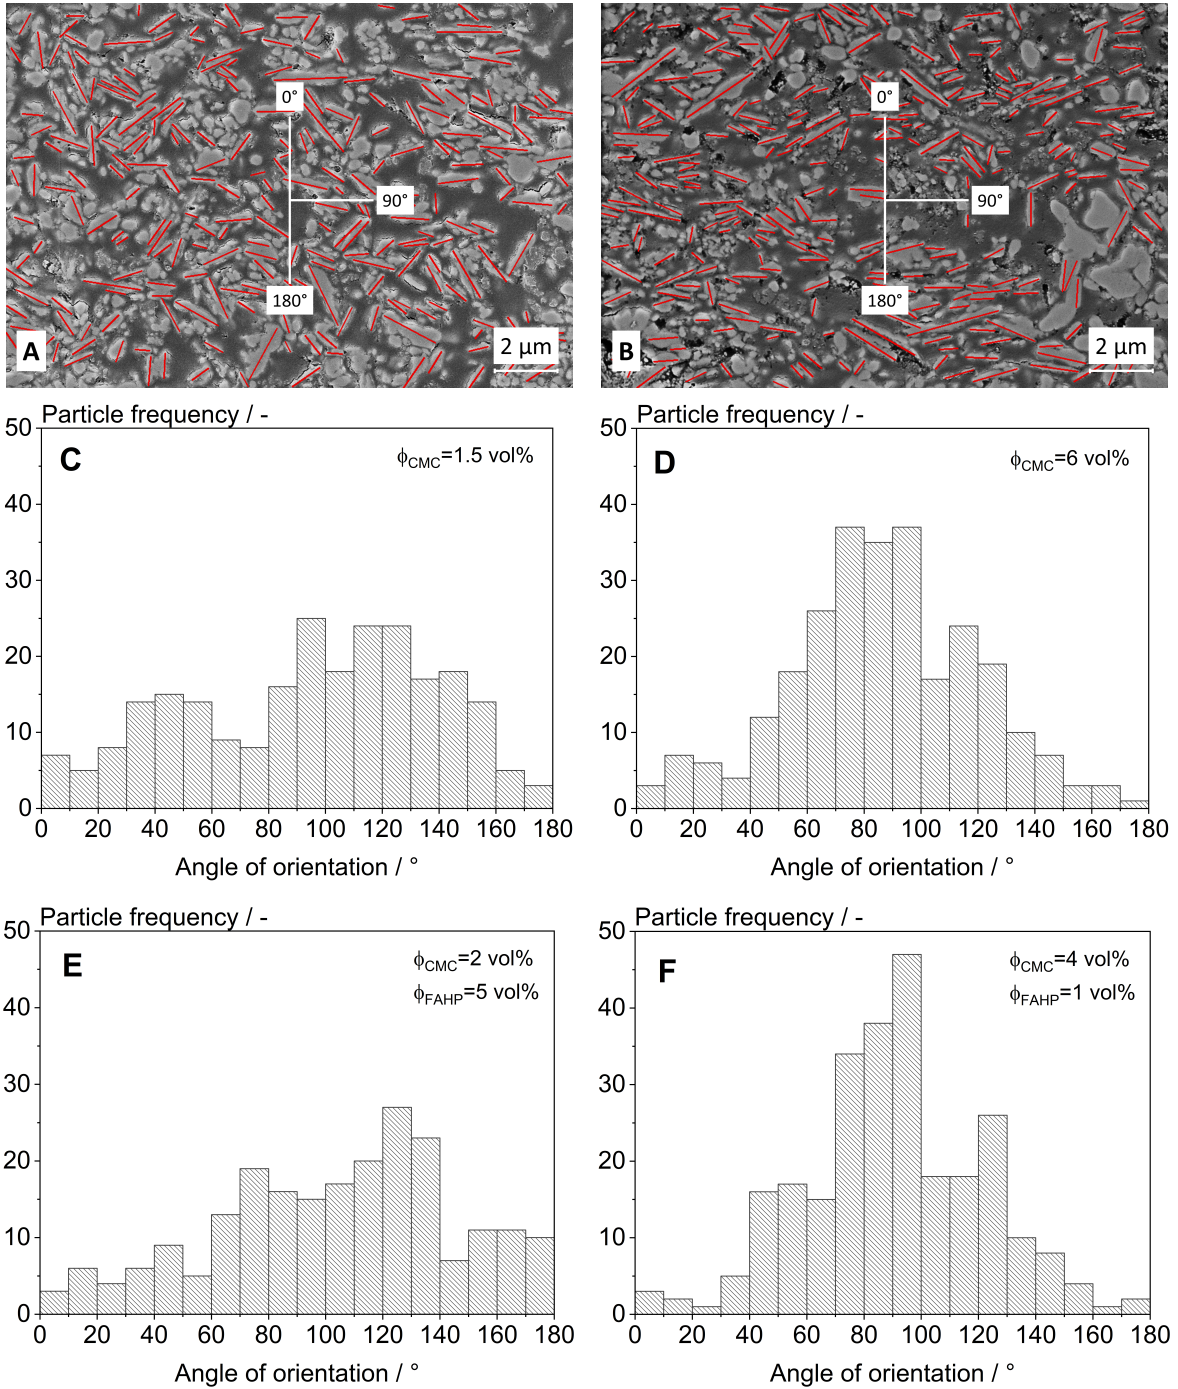 0°
90°
180°
A
2 µm
0°
90°
180°
B
2 µm
Particle frequency / -
50
40
30
20
10
0
C
ϕCMC=1.5 vol%
0 20 40 60 80 100 120 140 160 180
Angle of orientation / °
Particle frequency / -
50
40
30
20
10
0
D
ϕCMC=6 vol%
0 20 40 60 80 100 120 140 160 180
Angle of orientation / °
Particle frequency / -
50
40
30
20
10
0
E
ϕCMC=2 vol%
ϕFAHP=5 vol%
0 20 40 60 80 100 120 140 160 180
Angle of orientation / °
Particle frequency / -
50
40
30
20
10
0
F
ϕCMC=4 vol%
ϕFAHP=1 vol%
0 20 40 60 80 100 120 140 160 180
Angle of orientation / °